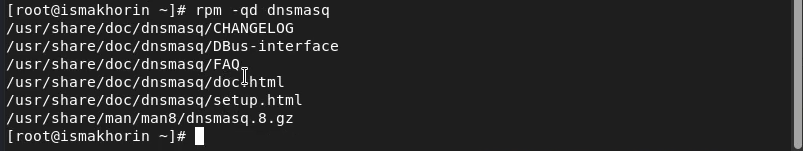 [root@ismakhorin ~]# rpm -qd dnsmasq
/usr/share/doc/dnsmasq/CHANGELOG
/usr/share/doc/dnsmasq/DBus-interface
/usr/share/doc/dnsmasq/FAQ
/usr/share/doc/dnsmasq/doc.html
/usr/share/doc/dnsmasq/setup.html
/usr/share/man/man8/dnsmasq.8.gz
[root@ismakhorin ~]#